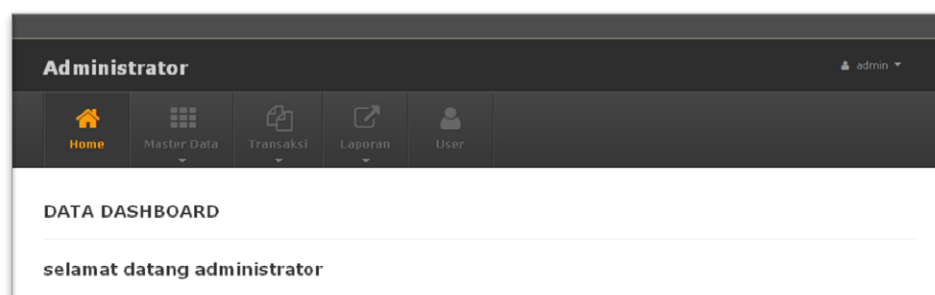 Administrator
admin
Home
Master Data
Transaksi
Laporan
User
DATA DASHBOARD
selamat datang administrator